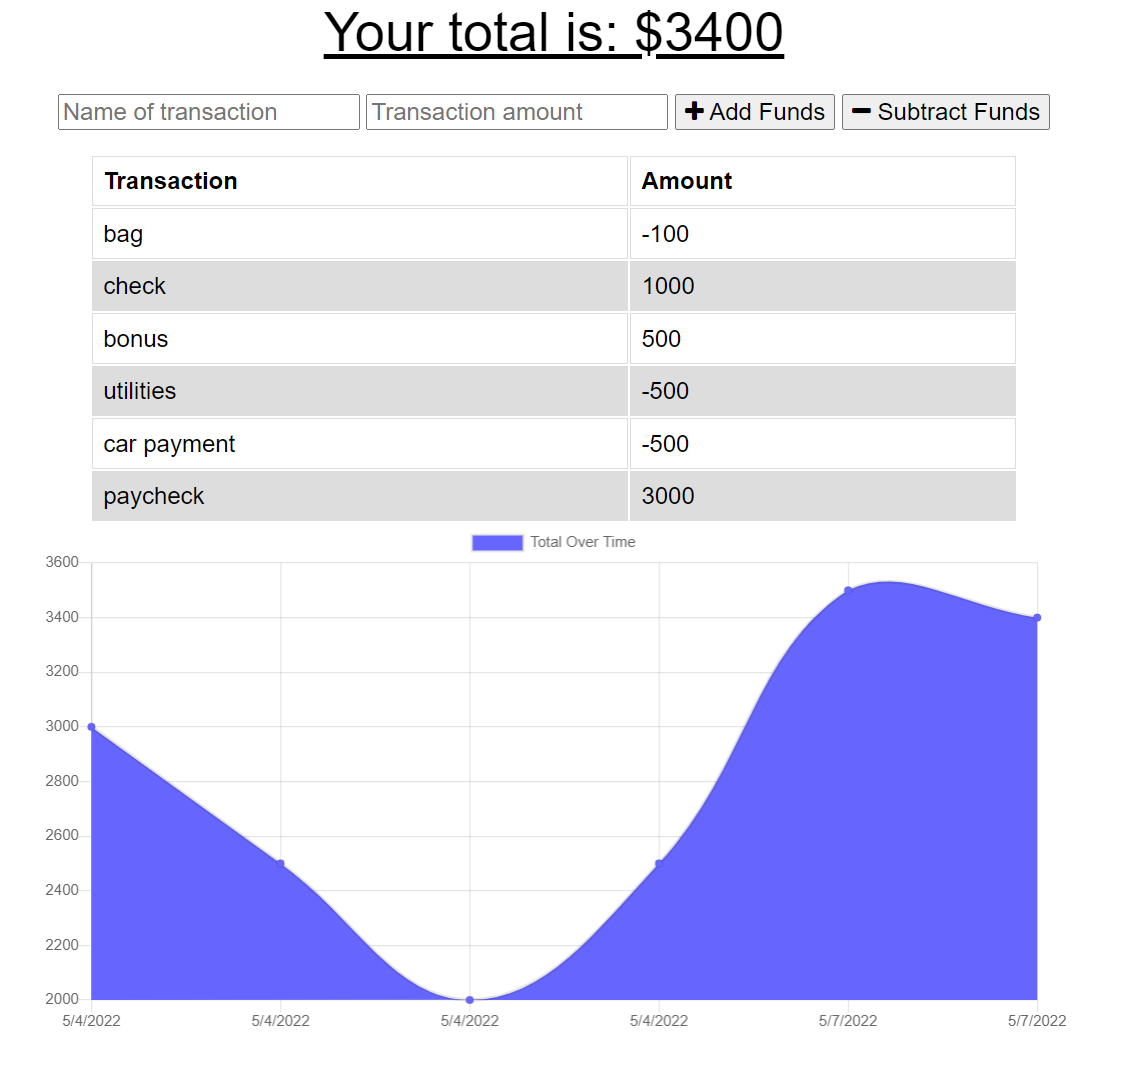 Your total is: $3400
Name of transaction Transaction amount Add Funds Subtract Funds
Transaction Amount
bag -100
check 1000
bonus 500
utilities -500
car payment -500
paycheck 3000
Total Over Time
3600
3400
3200
3000
2800
2600
2400
2200
2000
5/4/2022 5/4/2022 5/4/2022 5/4/2022 5/7/2022 5/7/2022